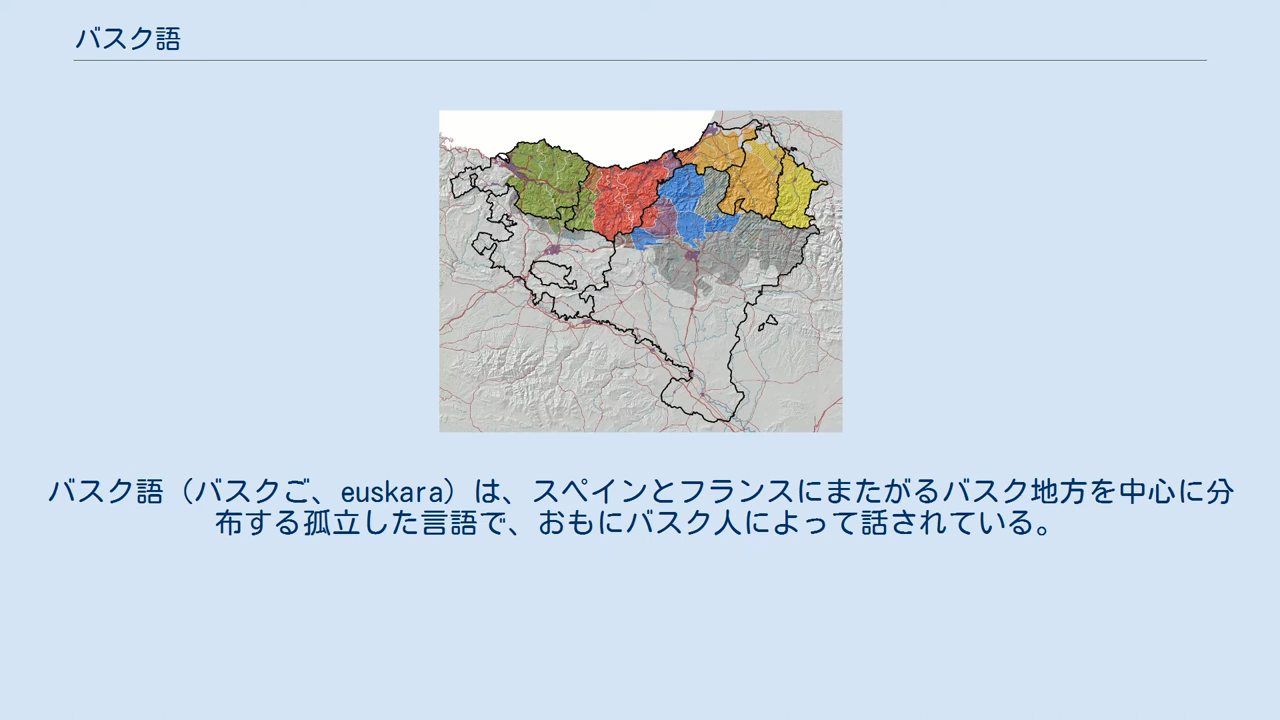 バスク語
バスク語（バスクご、euskara）は、スペインとフランスにまたがるバスク地方を中心に分
布する孤立した言語で、おもにバスク人によって話されている。